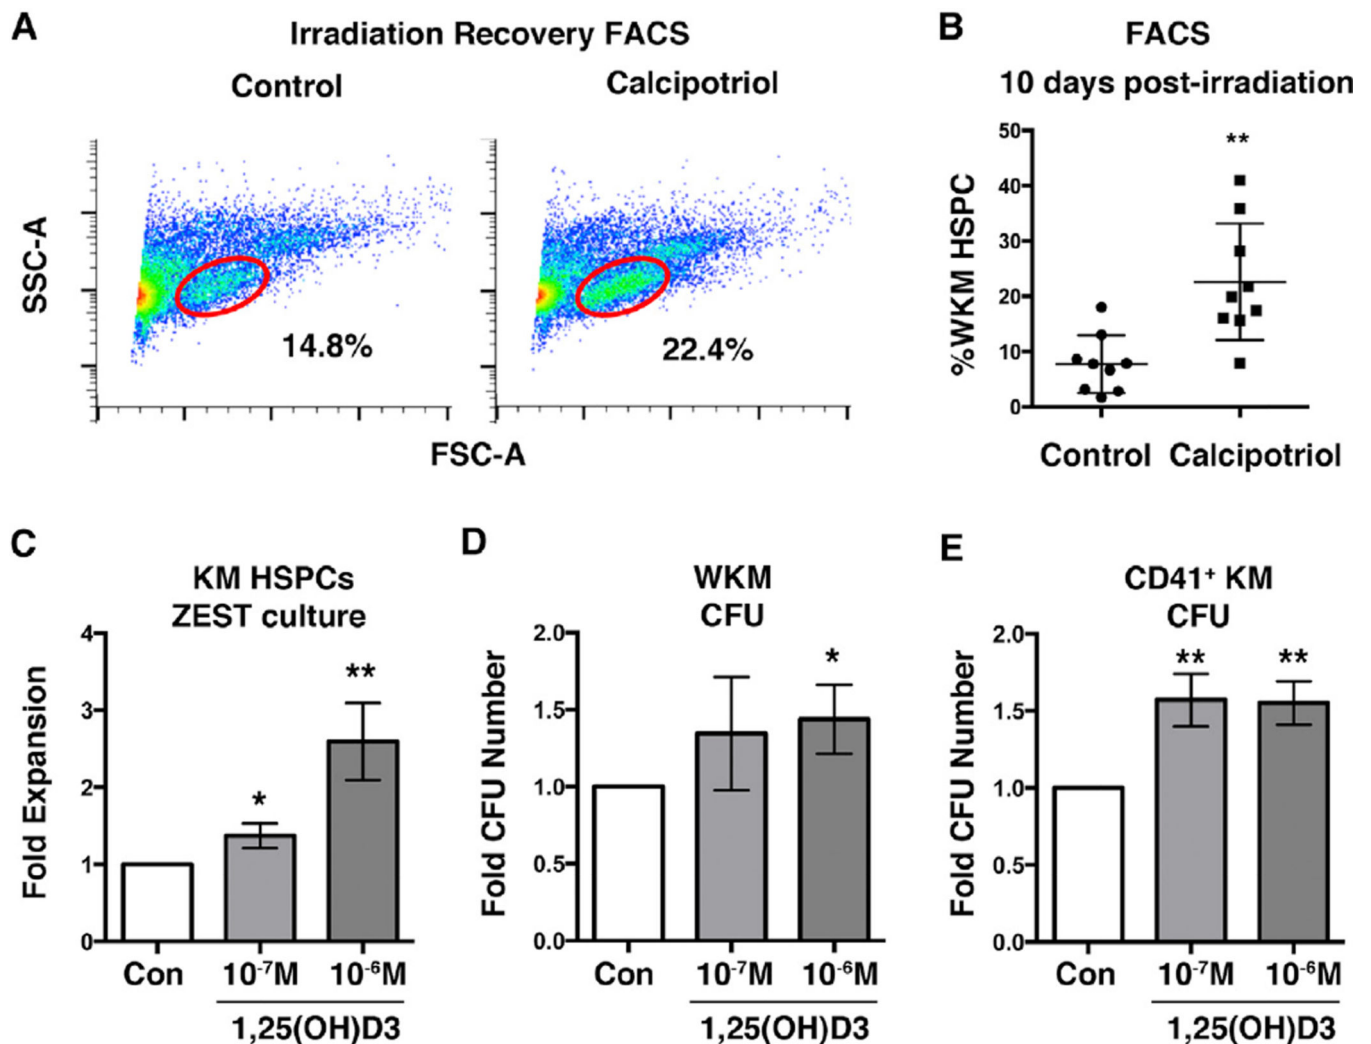 A
Irradiation Recovery FACS
Control
Calcipotriol
SSC-A
14.8%
22.4%
FSC-A
B
FACS
10 days post-irradiation
%WKM HSPC
50
40
30
20
10
0
**
Control Calcipotriol
C
KM HSPCs
ZEST culture
Fold Expansion
4
3
2
1
0
*
**
Con 10⁻⁷M 10⁻⁶M
1,25(OH)D3
D
WKM
CFU
Fold CFU Number
2.0
1.5
1.0
0.5
0.0
*
Con 10⁻⁷M 10⁻⁶M
1,25(OH)D3
E
CD41⁺ KM
CFU
Fold CFU Number
2.0
1.5
1.0
0.5
0.0
**
**
Con 10⁻⁷M 10⁻⁶M
1,25(OH)D3